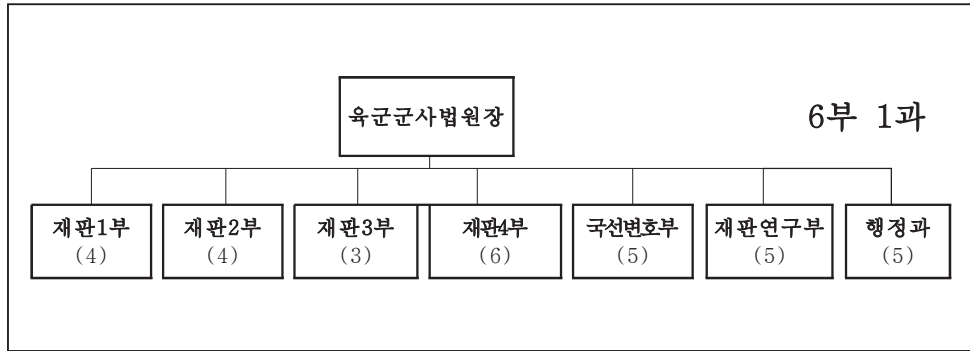 육군군사법원장
6부 1과
재판1부
(4)
재판2부
(4)
재판3부
(3)
재판4부
(6)
국선변호부
(5)
재판연구부
(5)
행정과
(5)